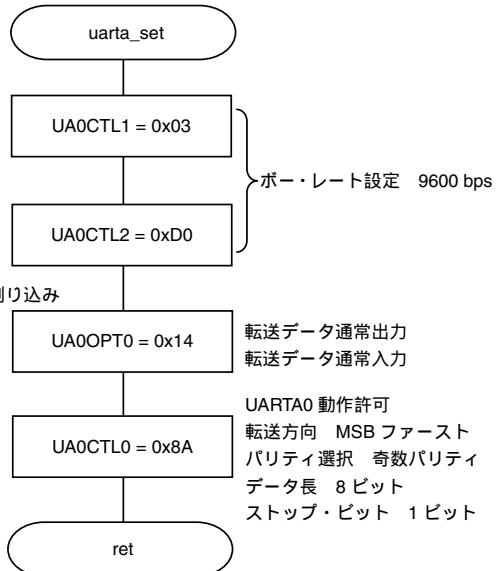 uarta_set
UA0CTL1 = 0x03
ボー・レート設定　9600 bps
UA0CTL2 = 0xD0
り込み
UA0OPT0 = 0x14
転送データ通常出力
転送データ通常入力
UA0CTL0 = 0x8A
UARTA0 動作許可
転送方向　MSB ファースト
パリティ選択　奇数パリティ
データ長　8 ビット
ストップ・ビット　1 ビット
ret